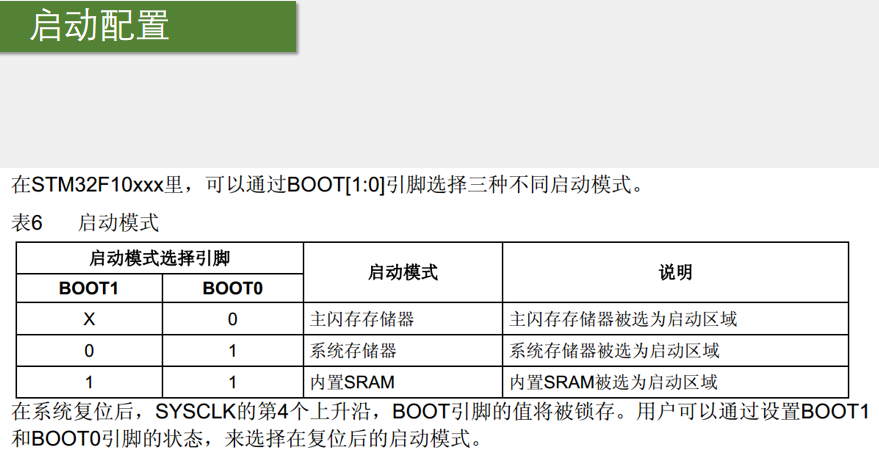 启动配置
在STM32F10xxx里，可以通过BOOT[1:0]引脚选择三种不同启动模式。
表6 启动模式
启动模式选择引脚 启动模式 说明
BOOT1 BOOT0
X 0 主闪存存储器 主闪存存储器被选为启动区域
0 1 系统存储器 系统存储器被选为启动区域
1 1 内置SRAM 内置SRAM被选为启动区域
在系统复位后，SYSCLK的第4个上升沿，BOOT引脚的值将被锁存。用户可以通过设置BOOT1
和BOOT0引脚的状态，来选择在复位后的启动模式。